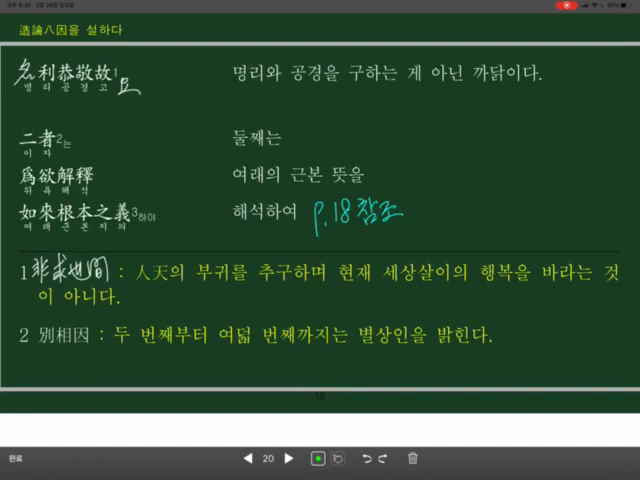 造論八因을 설하다
名利恭敬故1 명리와 공경을 구하는 게 아닌 까닭이다.
명리공경고
二者2는 둘째는
이자
爲欲解釋 여래의 근본 뜻을
위욕해석
如來根本之義3하야 해석하여 P.18 참조
여래근본지의
1 非求世間 : 人天의 부귀를 추구하며 현재 세상살이의 행복을 바라는 것
이 아니다.
2 別相因 : 두 번째부터 여덟 번째까지는 별상인을 밝힌다.
18
완료 20